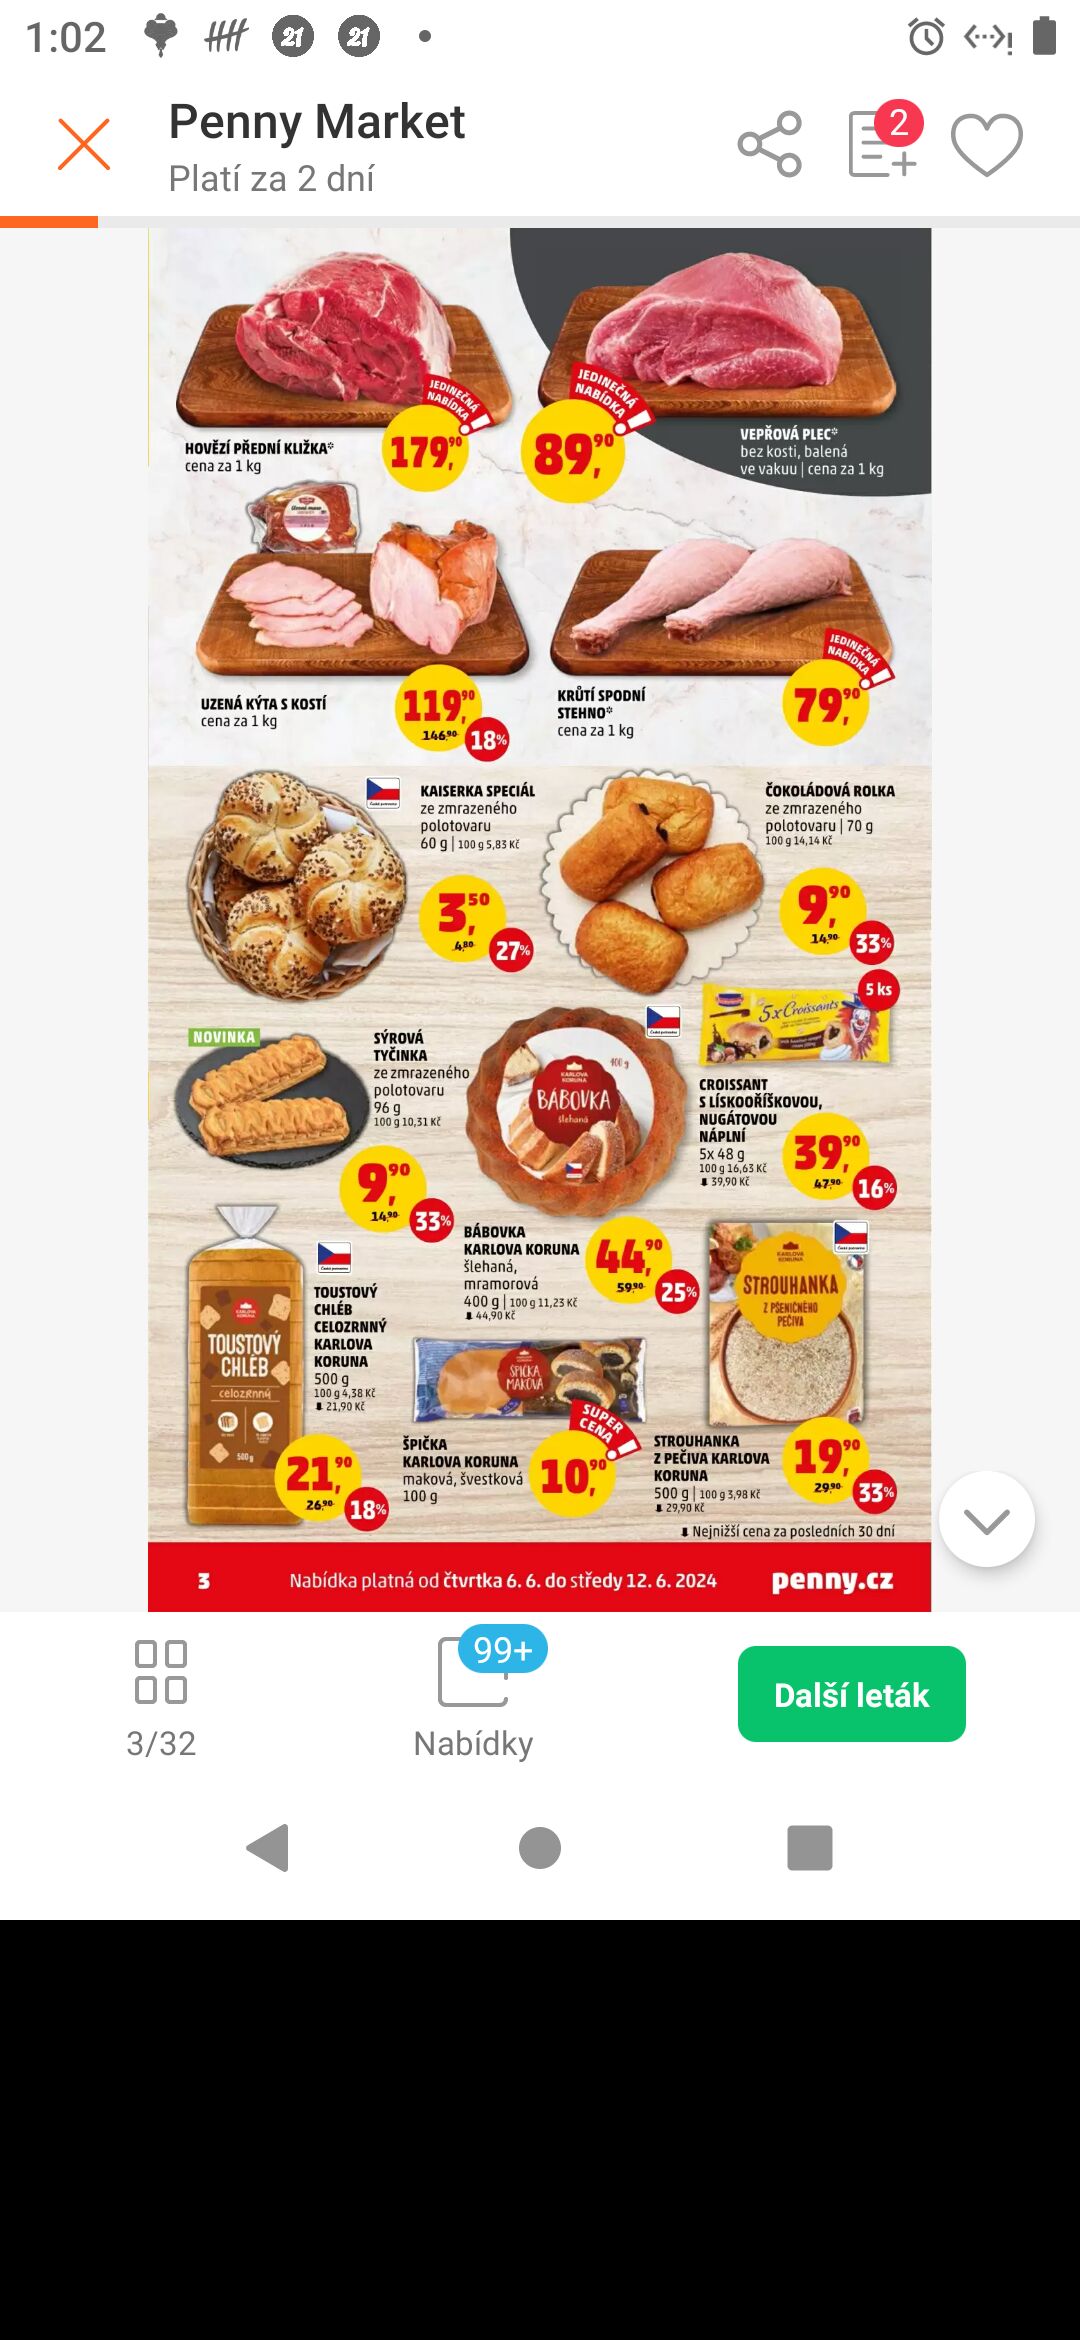 1:02
21
21
Penny Market
2
Platí za 2 dní
JEDINEČNÁ
NABÍDKA
HOVĚZÍ PŘEDNÍ KLIŽKA*
cena za 1 kg
179,90
JEDINEČNÁ
NABÍDKA
89,90
VEPŘOVÁ PLEC*
bez kosti, balená
ve vakuu | cena za 1 kg
UZENÁ KÝTA S KOSTÍ
cena za 1 kg
119,90
146,90
18%
KRŮTÍ SPODNÍ
STEHNO*
cena za 1 kg
JEDINEČNÁ
NABÍDKA
79,90
KAISERKA SPECIÁL
ze zmrazeného
polotovaru
60 g | 100 g 5,83 Kč
3,50
4,80
27%
ČOKOLÁDOVÁ ROLKA
ze zmrazeného
polotovaru | 70 g
100 g 14,14 Kč
9,90
14,90
33%
NOVINKA
SÝROVÁ
TYČINKA
ze zmrazeného
polotovaru
96 g
100 g 10,31 Kč
9,90
14,90
33%
400 g
KARLOVA
KORUNA
BÁBOVKA
šlehaná
BÁBOVKA
KARLOVA KORUNA
šlehaná,
mramorová
400 g | 100 g 11,23 Kč
⬇ 44,90 Kč
44,90
59,90
25%
5 ks
5x Croissants
CROISSANT
S LÍSKOOŘÍŠKOVOU,
NUGÁTOVOU
NÁPLNÍ
5x 48 g
100 g 16,63 Kč
⬇ 39,90 Kč
39,90
47,90
16%
KARLOVA
KORUNA
TOUSTOVÝ
CHLÉB
celozrnný
500 g
TOUSTOVÝ
CHLÉB
CELOZRNNÝ
KARLOVA
KORUNA
500 g
100 g 4,38 Kč
⬇ 21,90 Kč
21,90
26,90
18%
ŠPIČKA
MAKOVÁ
SUPER
CENA
ŠPIČKA
KARLOVA KORUNA
maková, švestková
100 g
10,90
KARLOVA
KORUNA
STROUHANKA
Z PŠENIČNÉHO
PEČIVA
STROUHANKA
Z PEČIVA KARLOVA
KORUNA
500 g | 100 g 3,98 Kč
⬇ 29,90 Kč
19,90
29,90
33%
⬇ Nejnižší cena za posledních 30 dní
3
Nabídka platná od čtvrtka 6. 6. do středy 12. 6. 2024
penny.cz
3/32
99+
Nabídky
Další leták